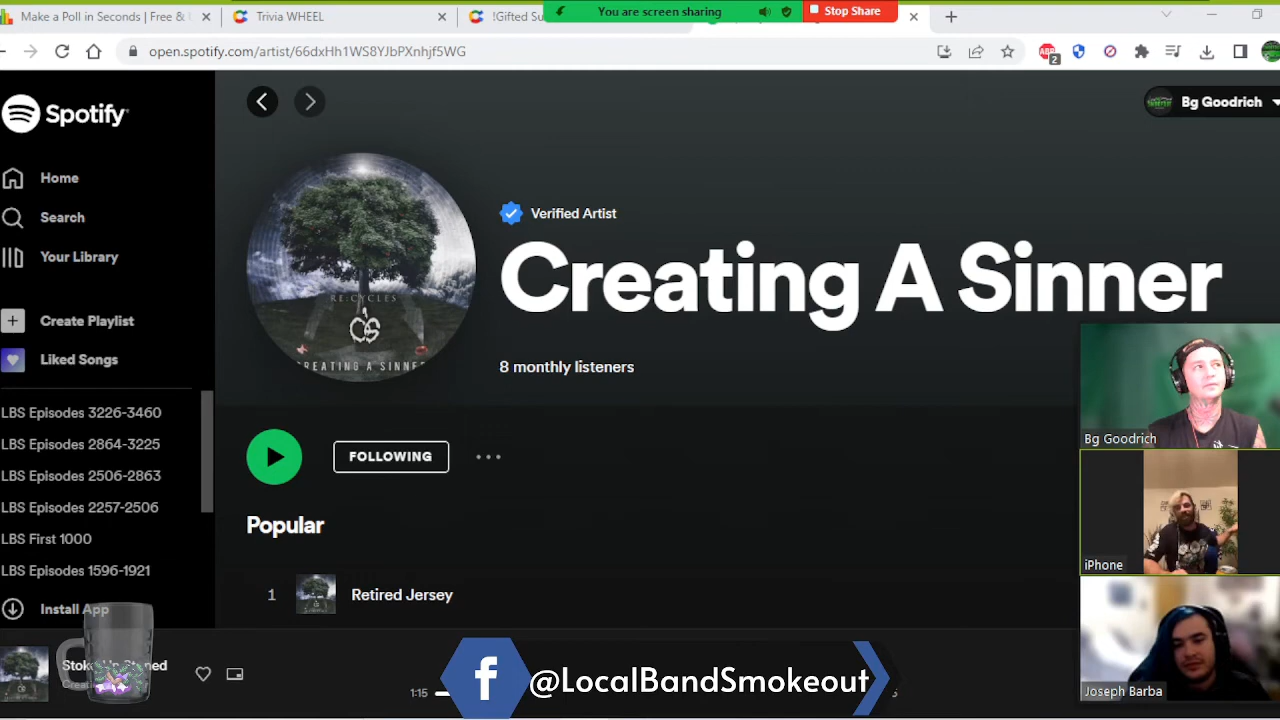 Make a Poll in Seconds | Free &
Trivia WHEEL
!Gifted Su
You are screen sharing
Stop Share
open.spotify.com/artist/66dxHh1WS8YJbPXnhjf5WG
2
Spotify
Bg Goodrich
Home
Search
Your Library
Create Playlist
Liked Songs
LBS Episodes 3226-3460
LBS Episodes 2864-3225
LBS Episodes 2506-2863
LBS Episodes 2257-2506
LBS First 1000
LBS Episodes 1596-1921
Install App
RE:CYCLES
CREATING A SINNER
Verified Artist
Creating A Sinner
8 monthly listeners
FOLLOWING
Popular
1
Retired Jersey
Bg Goodrich
iPhone
Joseph Barba
1:15
@LocalBandSmokeout